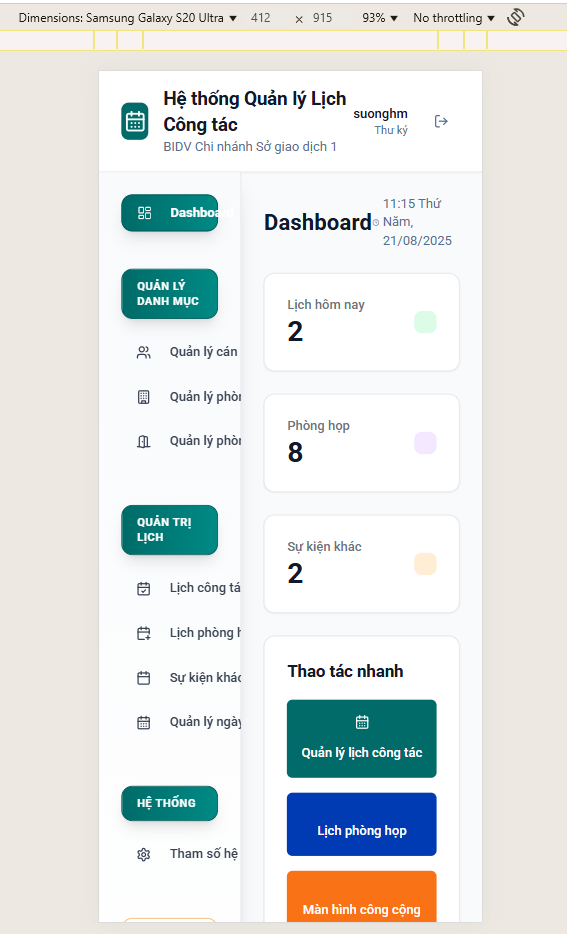 Dimensions: Samsung Galaxy S20 Ultra ▼ 412 × 915 93% ▼ No throttling ▼
Hệ thống Quản lý Lịch
Công tác
BIDV Chi nhánh Sở giao dịch 1
suonghm
Thư ký
Dashboard
QUẢN LÝ
DANH MỤC
Quản lý cán
Quản lý phòn
Quản lý phòn
QUẢN TRỊ
LỊCH
Lịch công tá
Lịch phòng h
Sự kiện khác
Quản lý ngày
HỆ THỐNG
Tham số hệ
Dashboard
11:15 Thứ
Năm,
21/08/2025
Lịch hôm nay
2
Phòng họp
8
Sự kiện khác
2
Thao tác nhanh
Quản lý lịch công tác
Lịch phòng họp
Màn hình công cộng